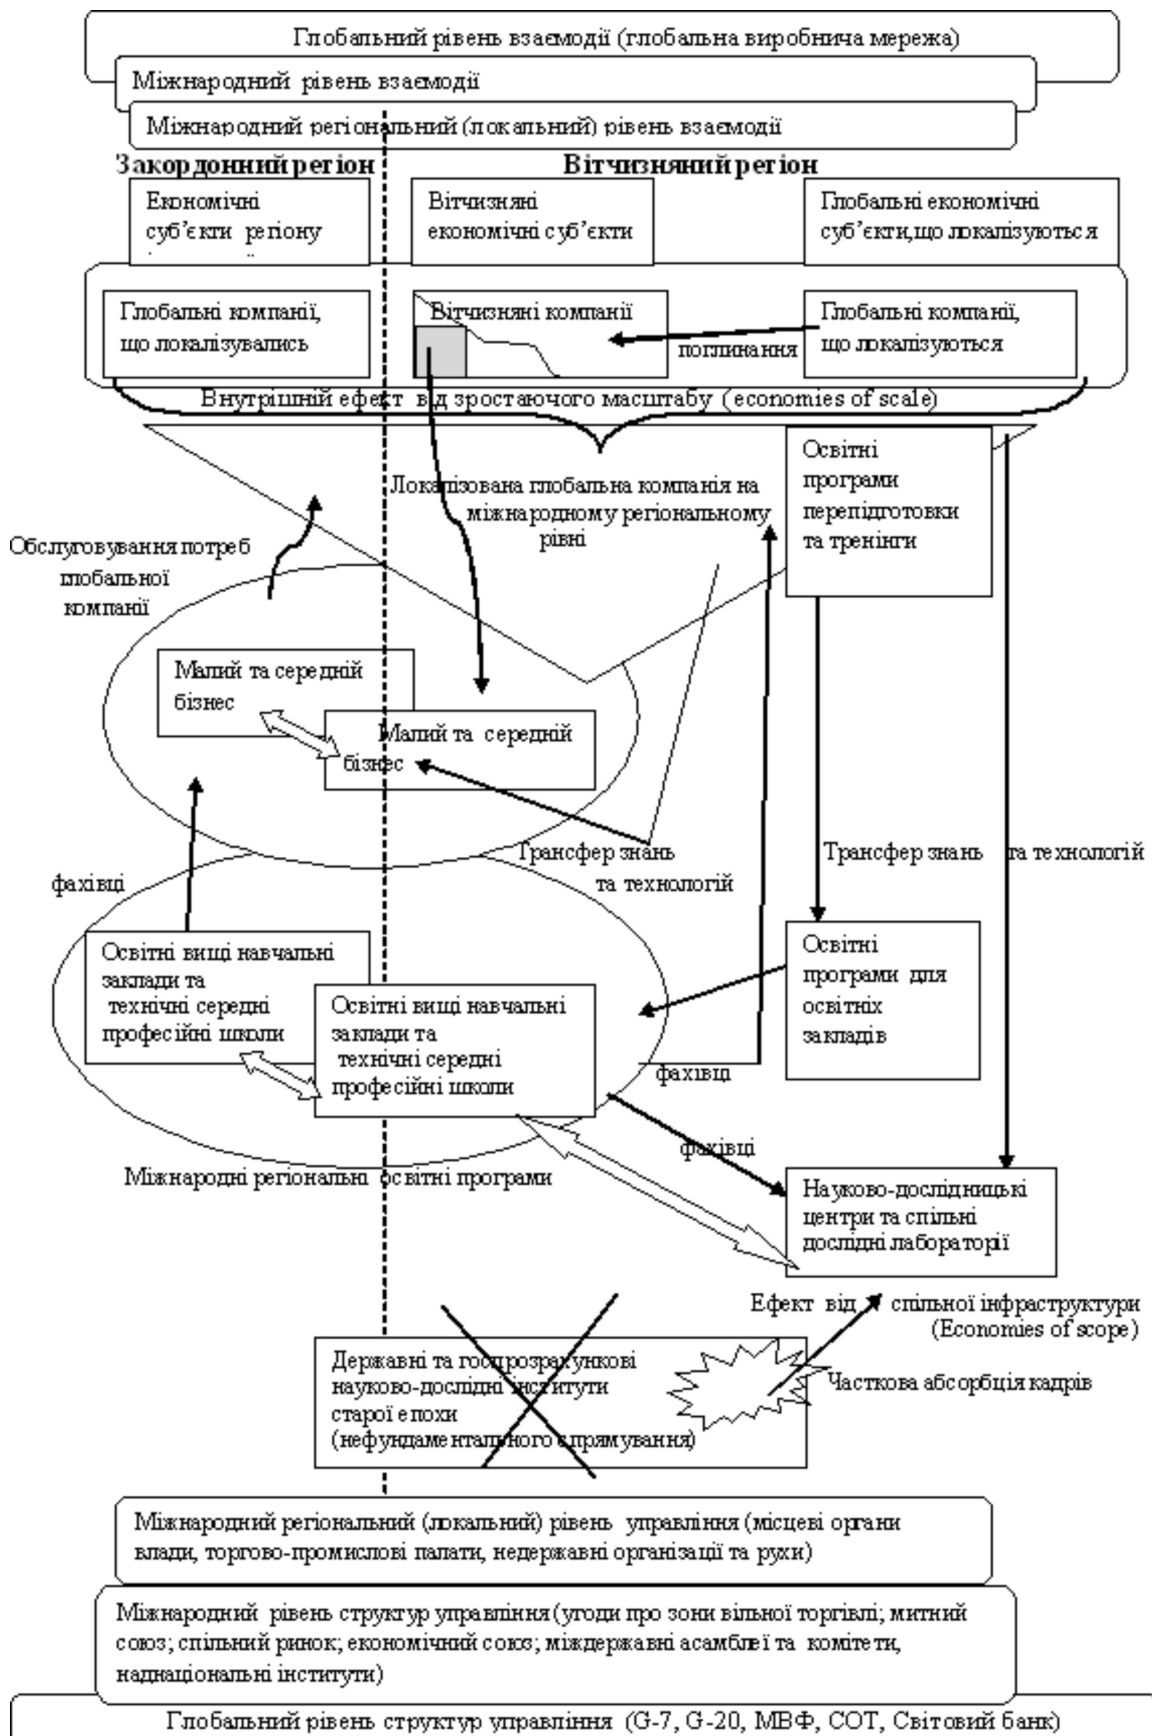 Глобальний рівень взаємодії (глобальна виробнича мережа)
Міжнародний рівень взаємодії
Міжнародний регіональний (локальний) рівень взаємодії
Закордонний регіон
Вітчизняний регіон
Економічні
суб’єкти регіону
Вітчизняні
економічні суб’єкти
Глобальні економічні
суб’єкти,що локалізуються
Глобальні компанії,
що локалізувались
Вітчизняні компанії
поглинання
Глобальні компанії,
що локалізуються
Внутрішній ефект від зростаючого масштабу (economies of scale)
Освітні
програми
перепідготовки
та тренінги
Локалізована глобальна компанія на
міжнародному регіональному
рівні
Обслуговування потреб
глобальної
компанії
Малий та середній
бізнес
Малий та середній
бізнес
Трансфер знань
та технологій
Трансфер знань та технологій
фахівці
Освітні вищі навчальні
заклади та
технічні середні
професійні школи
Освітні вищі навчальні
заклади та
технічні середні
професійні школи
Освітні
програми для
освітніх
закладів
фахівці
фахівці
Міжнародні регіональні освітні програми
Науково-дослідницькі
центри та спільні
дослідні лабораторії
Ефект від спільної інфраструктури
(Economies of scope)
Державні та госпрозрахункові
науково-дослідні інститути
старої епохи
(нефундаментального спрямування)
Часткова абсорбція кадрів
Міжнародний регіональний (локальний) рівень управління (місцеві органи
влади, торгово-промислові палати, недержавні організації та рухи)
Міжнародний рівень структур управління (угоди про зони вільної торгівлі; митний
союз; спільний ринок; економічний союз; міждержавні асамблеї та комітети,
наднаціональні інститути)
Глобальний рівень структур управління (G-7, G-20, МВФ, СОТ, Світовий банк)